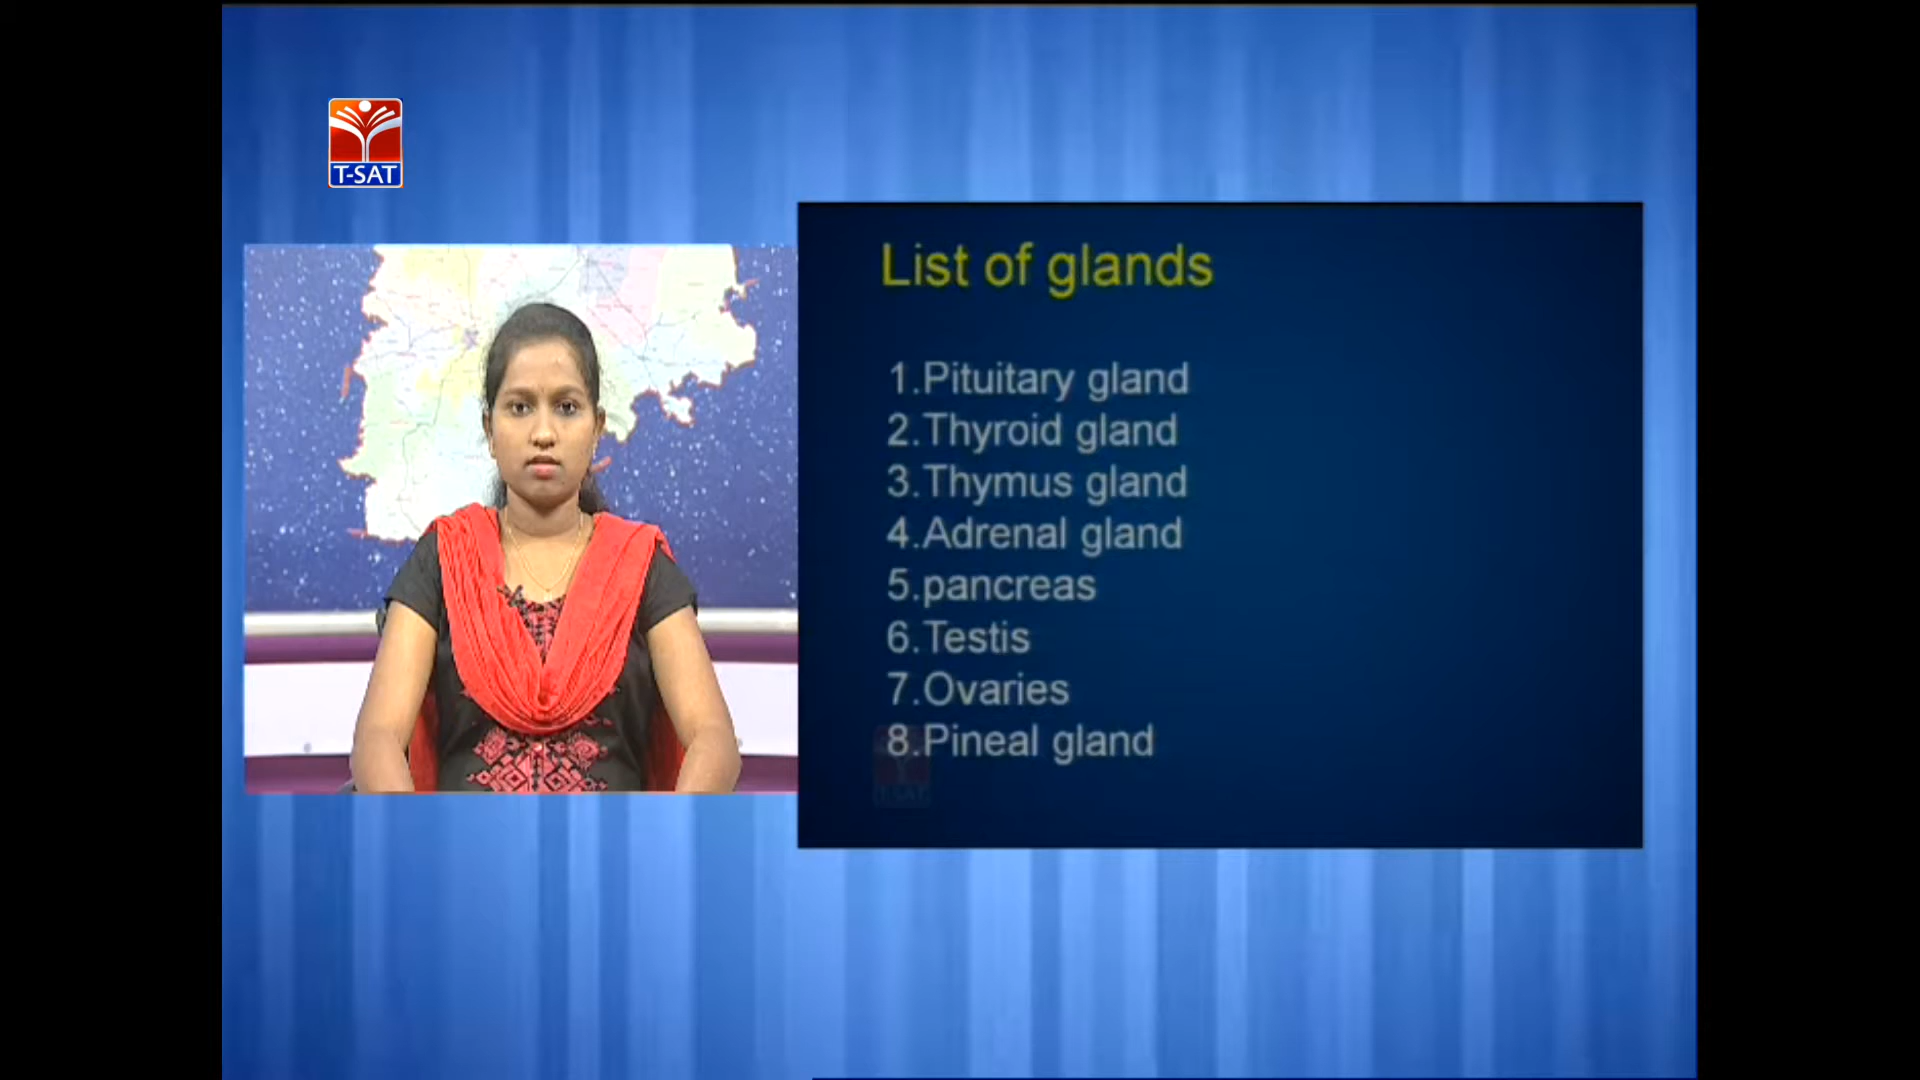 T-SAT
List of glands
1.Pituitary gland
2.Thyroid gland
3.Thymus gland
4.Adrenal gland
5.pancreas
6.Testis
7.Ovaries
8.Pineal gland
T-SAT